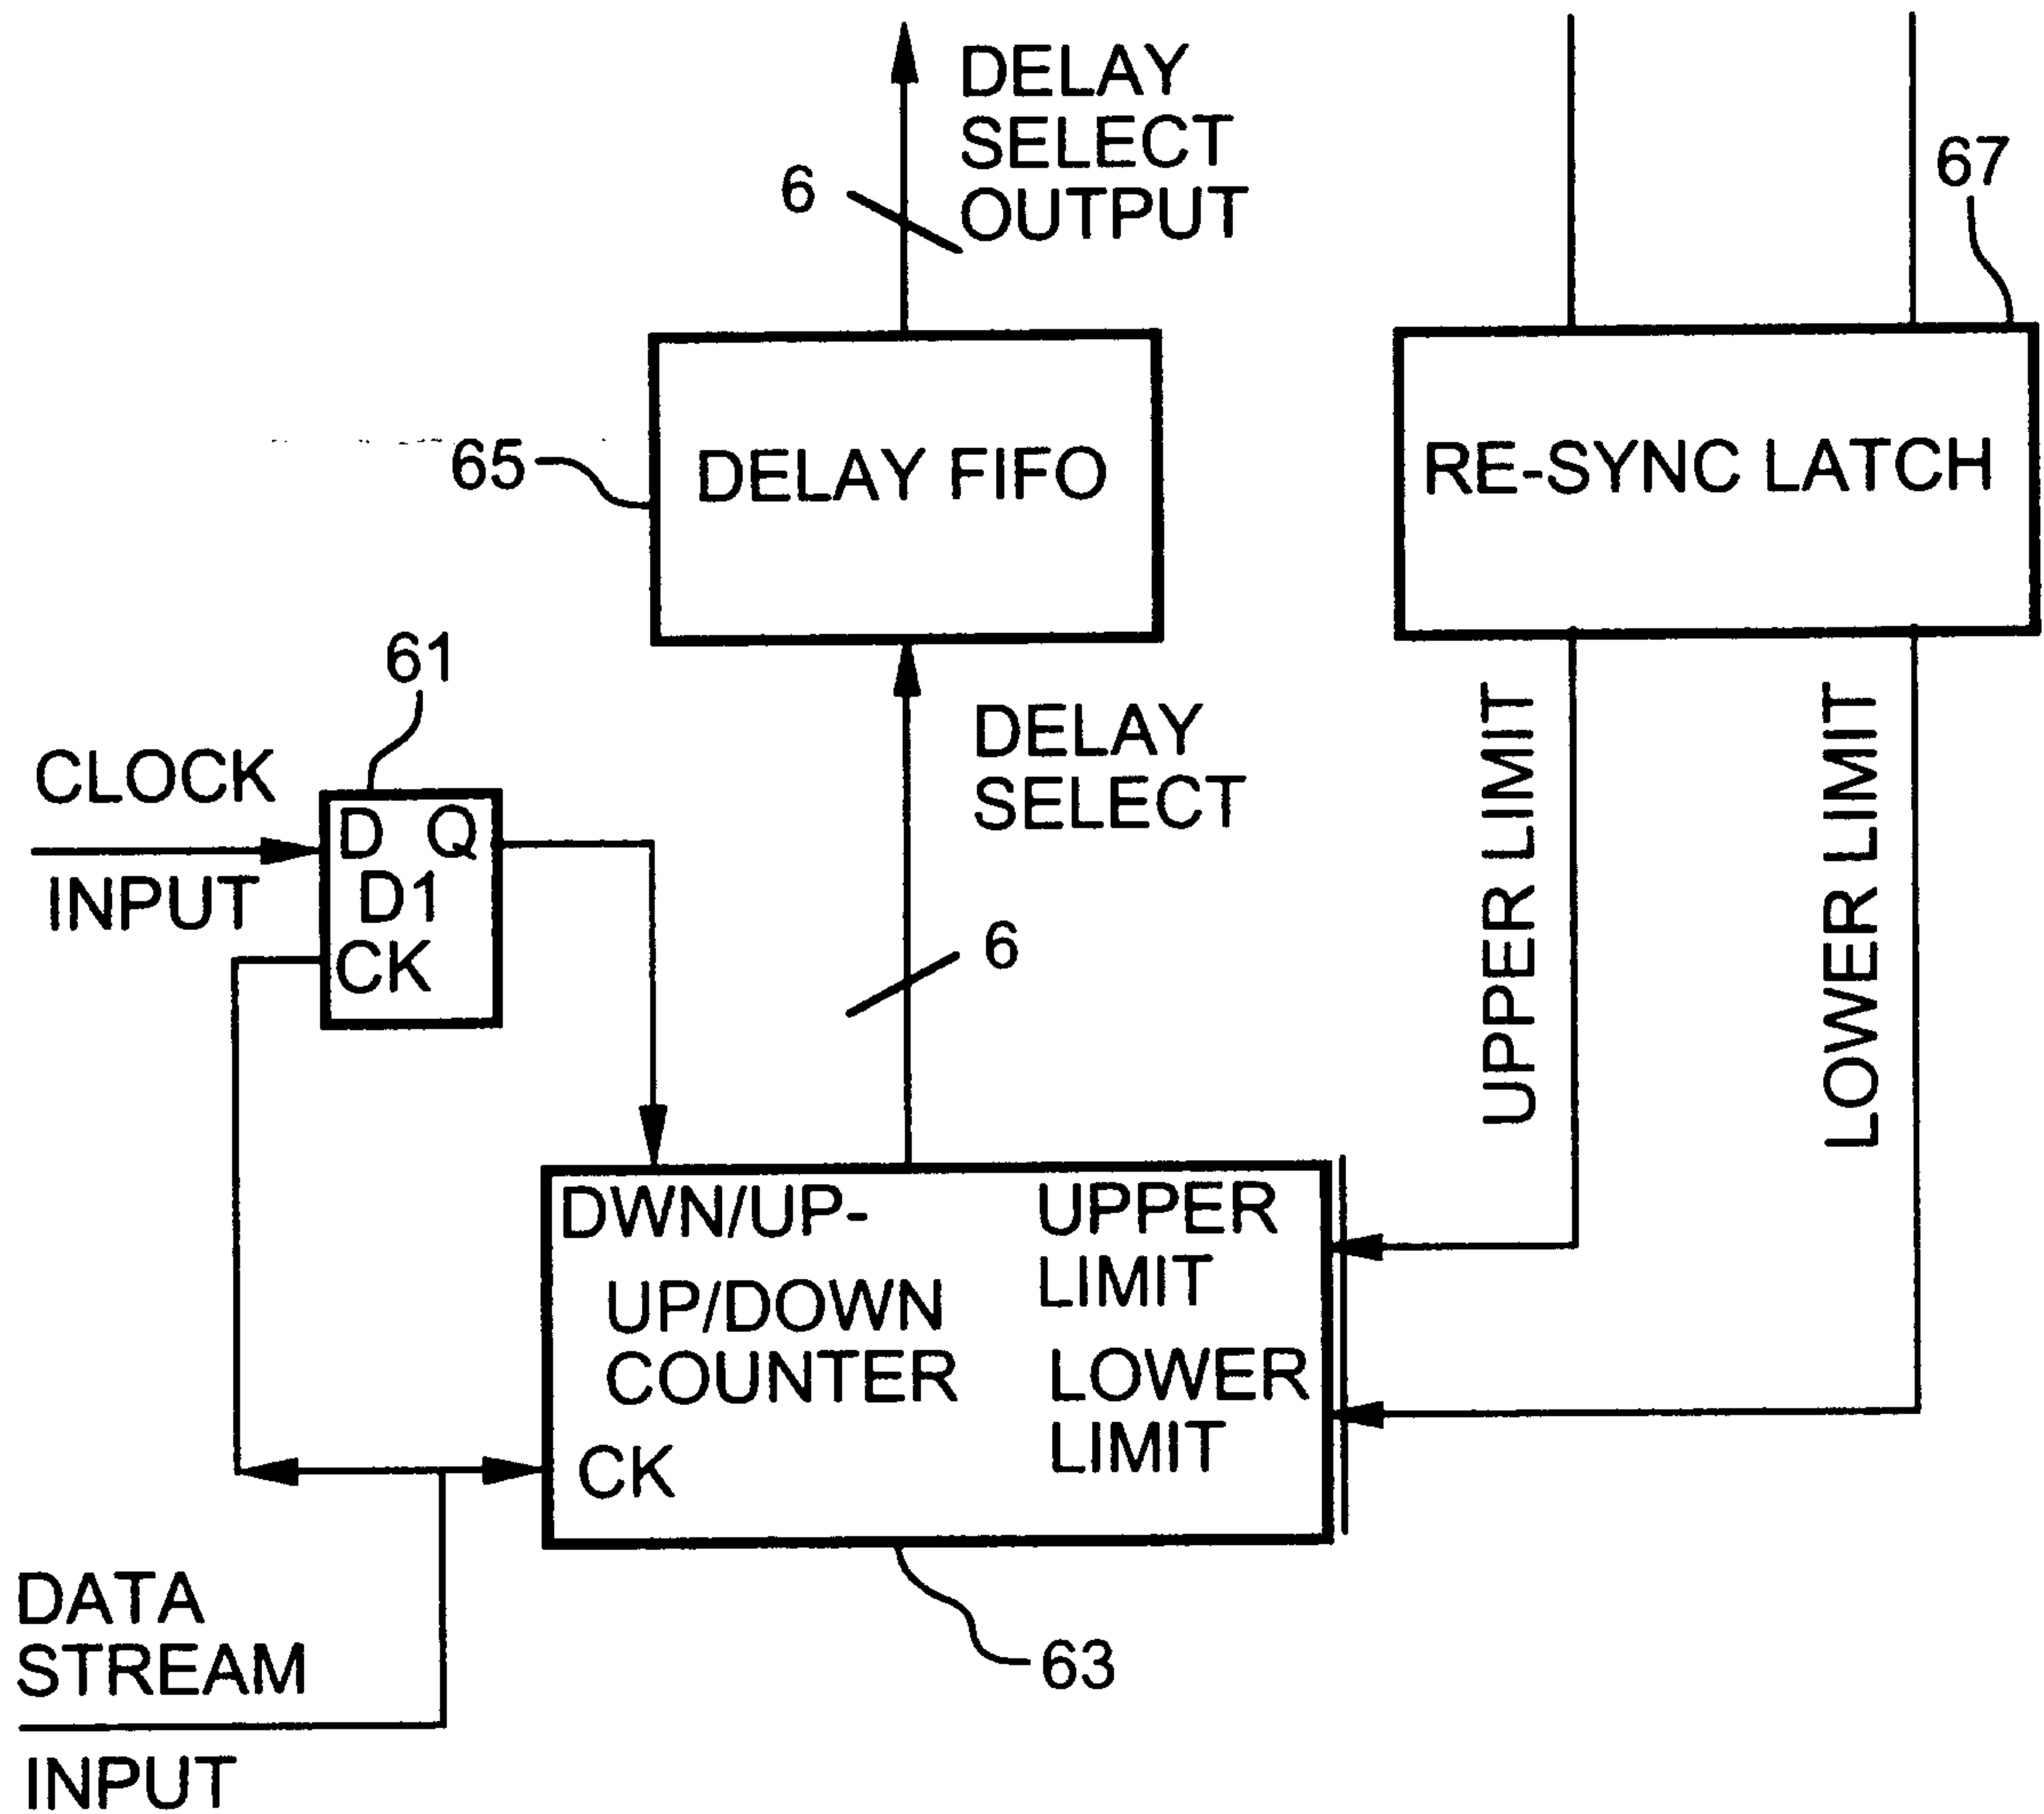 DELAY
SELECT
OUTPUT
6
67
65
DELAY FIFO
RE-SYNC LATCH
61
CLOCK
INPUT
D Q
D1
CK
DELAY
SELECT
6
UPPER LIMIT
LOWER LIMIT
DWN/UP-
UP/DOWN
COUNTER
CK
UPPER
LIMIT
LOWER
LIMIT
DATA
STREAM
INPUT
63